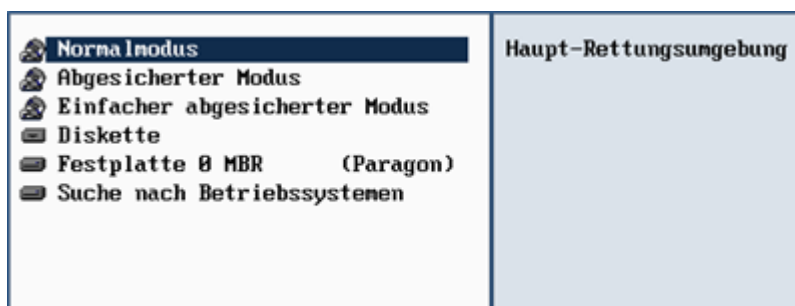 Normalmodus
Abgesicherter Modus
Einfacher abgesicherter Modus
Diskette
Festplatte 0 MBR (Paragon)
Suche nach Betriebssystemen
Haupt-Rettungsumgebung